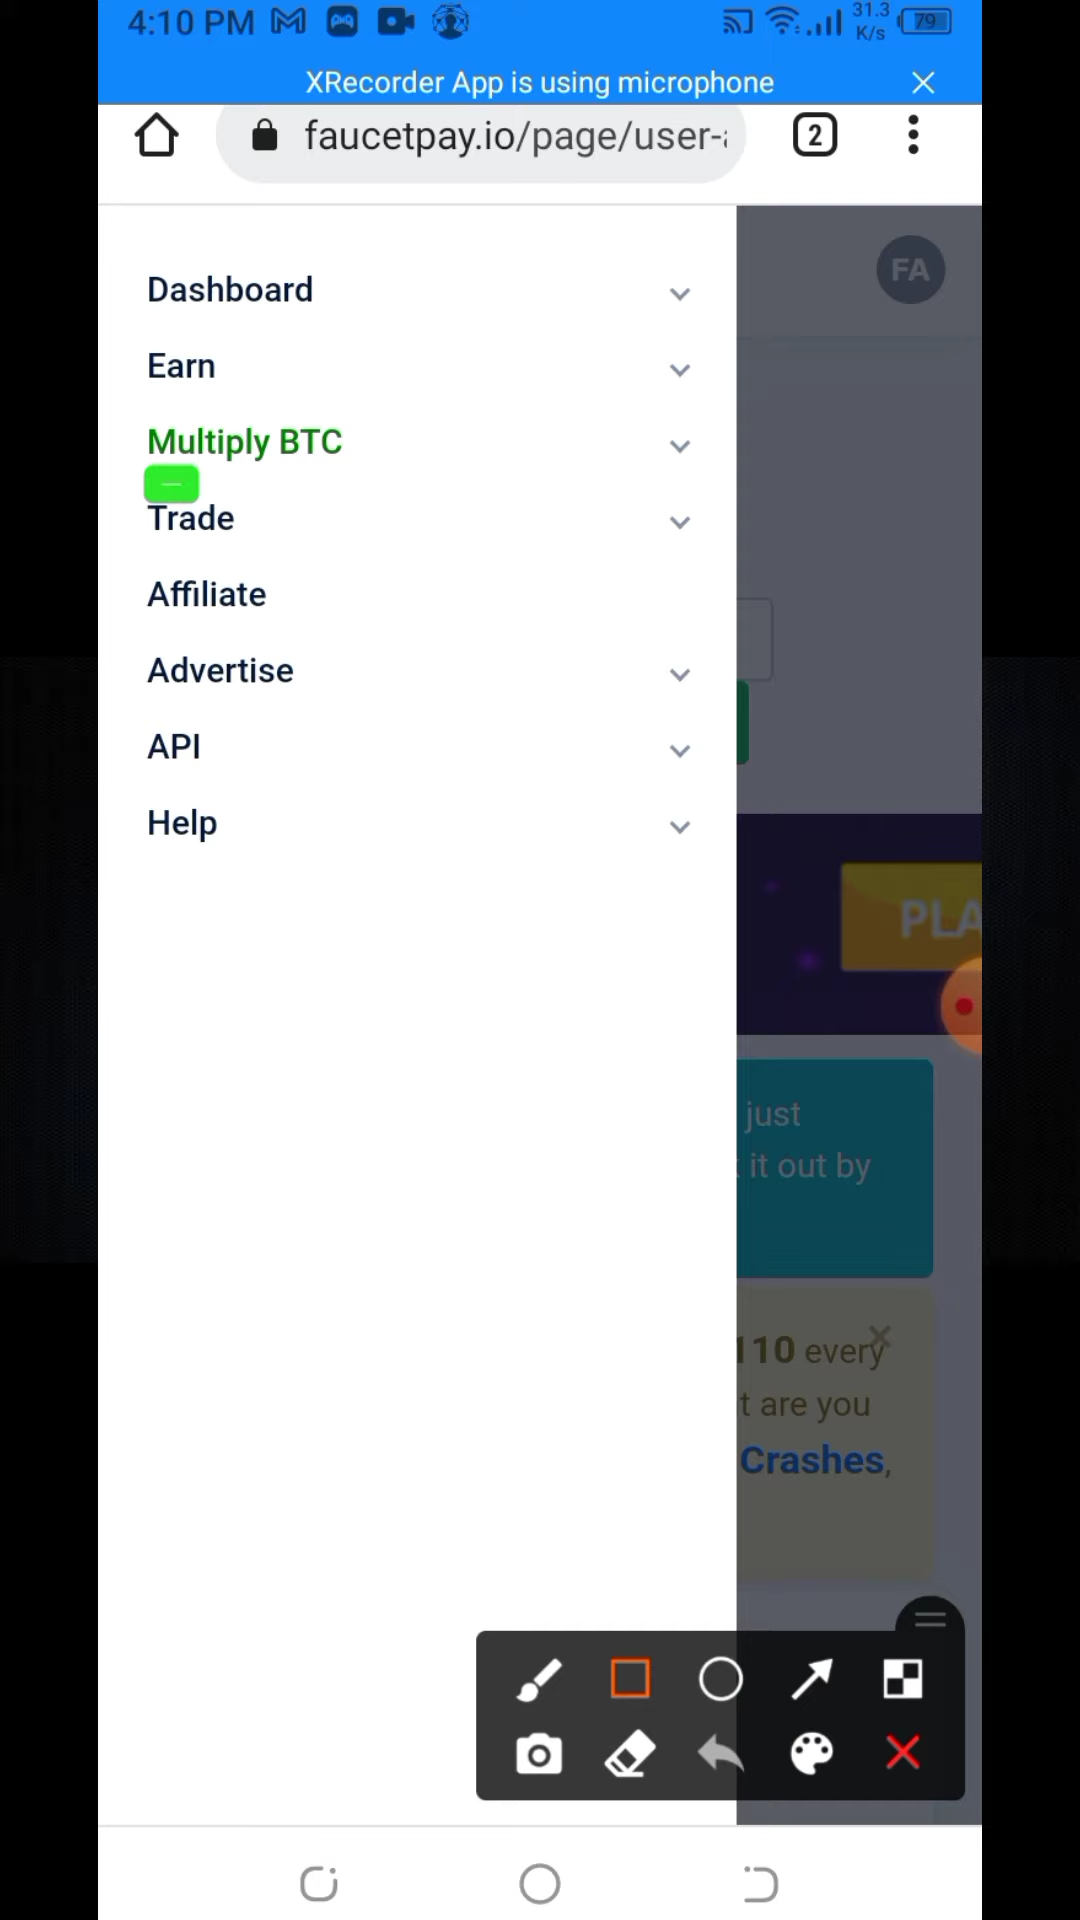 4:10 PM 31.3 K/s 79
XRecorder App is using microphone
faucetpay.io/page/user- 2
FA
Dashboard
Earn
Multiply BTC
Trade
Affiliate
Advertise
API
Help
PLA
just
it out by
110 every
t are you
Crashes,